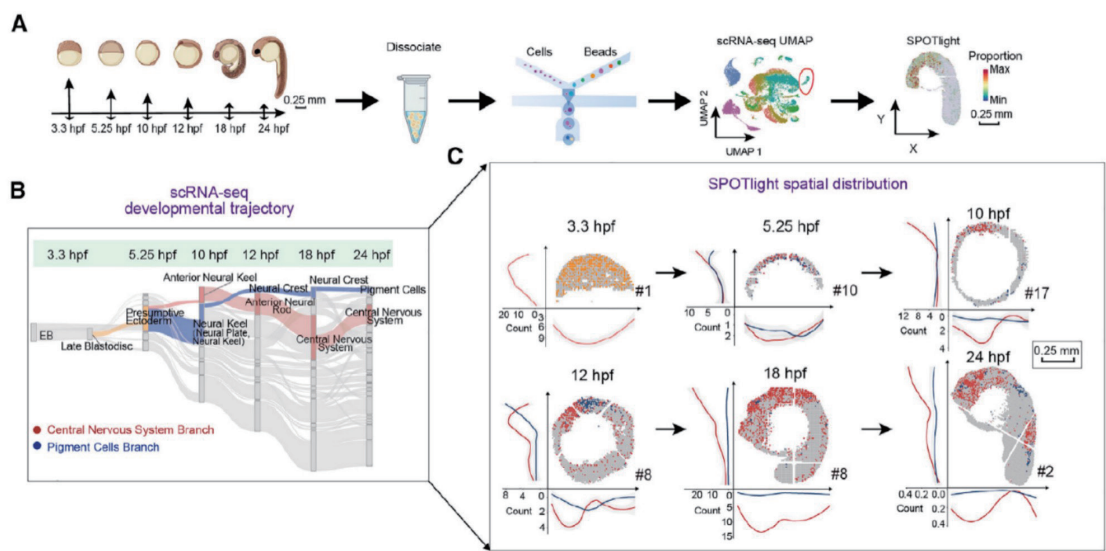 A
Dissociate
Cells
Beads
scRNA-seq UMAP
SPOTlight
Proportion
Max
Min
0.25 mm
3.3 hpf
5.25 hpf
10 hpf
12 hpf
18 hpf
24 hpf
0.25 mm
UMAP 2
UMAP 1
Y
X
B
scRNA-seq
developmental trajectory
3.3 hpf
5.25 hpf
10 hpf
12 hpf
18 hpf
24 hpf
Anterior Neural Keel
Neural Crest
Neural Crest
Pigment Cells
Presumptive
Ectoderm
Anterior Neural
Rod
Central Nervous
System
EB
Late Blastodisc
Neural Keel
(Neural Plate,
Neural Keel)
Central Nervous
System
Central Nervous System Branch
Pigment Cells Branch
C
SPOTlight spatial distribution
3.3 hpf
#1
20 15 10 5 0
Count
3
6
9
5.25 hpf
#10
10 5 0
Count
1
2
10 hpf
#17
12 8 4 0
Count
2
4
0.25 mm
12 hpf
#8
8 4 0
Count
2
4
18 hpf
#8
20 10 0
Count
5
10
15
24 hpf
#2
0.4 0.2 0.0
Count
0.2
0.4